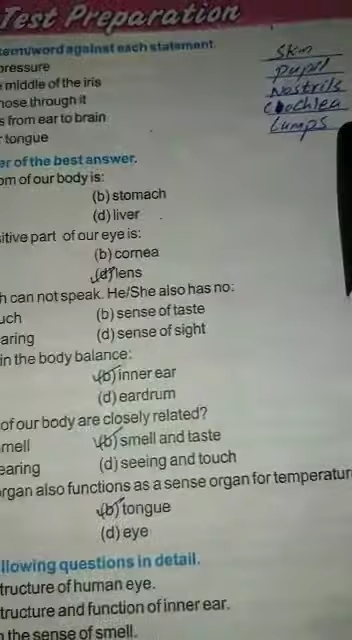 Test Preparation
term/word against each statement.
pressure Skin
middle of the iris Pupil
nose through it Nostrils
s from ear to brain Cochlea
tongue Lumps
er of the best answer.
om of our body is:
(b) stomach
(d) liver
itive part of our eye is:
(b) cornea
(d) lens
h can not speak. He/She also has no:
uch (b) sense of taste
aring (d) sense of sight
in the body balance:
(b) inner ear
(d) eardrum
of our body are closely related?
mell (b) smell and taste
earing (d) seeing and touch
organ also functions as a sense organ for temperatur
(b) tongue
(d) eye
llowing questions in detail.
tructure of human eye.
tructure and function of inner ear.
the sense of smell.